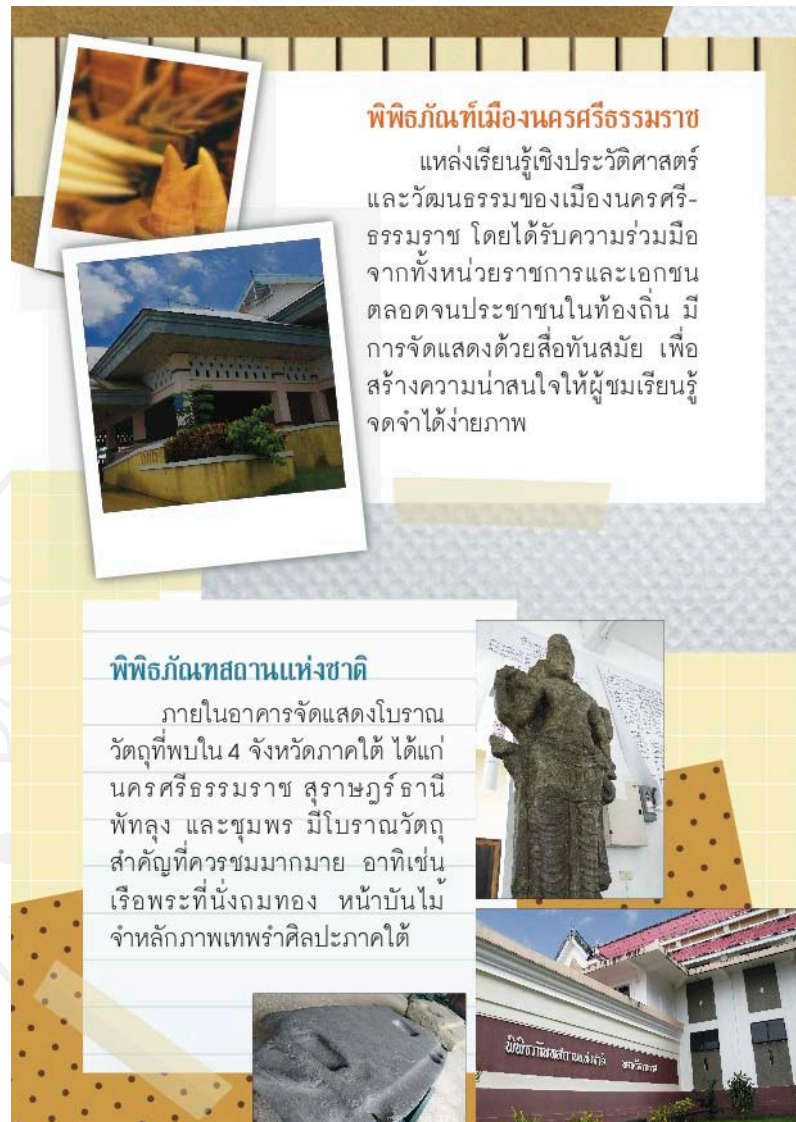 พิพิธภัณฑ์เมืองนครศรีธรรมราช
แหล่งเรียนรู้เชิงประวัติศาสตร์
และวัฒนธรรมของเมืองนครศรี-
ธรรมราช โดยได้รับความร่วมมือ
จากทั้งหน่วยราชการและเอกชน
ตลอดจนประชาชนในท้องถิ่น มี
การจัดแสดงด้วยสื่อทันสมัย เพื่อ
สร้างความน่าสนใจให้ผู้ชมเรียนรู้
จดจำได้ง่ายภาพ
พิพิธภัณฑสถานแห่งชาติ
ภายในอาคารจัดแสดงโบราณ
วัตถุที่พบใน 4 จังหวัดภาคใต้ ได้แก่
นครศรีธรรมราช สุราษฎร์ธานี
พัทลุง และชุมพร มีโบราณวัตถุ
สำคัญที่ควรชมมากมาย อาทิเช่น
เรือพระที่นั่งถมทอง หน้าบันไม้
จำหลักภาพเทพรำศิลปะภาคใต้
พิพิธภัณฑสถานแห่งชาติ